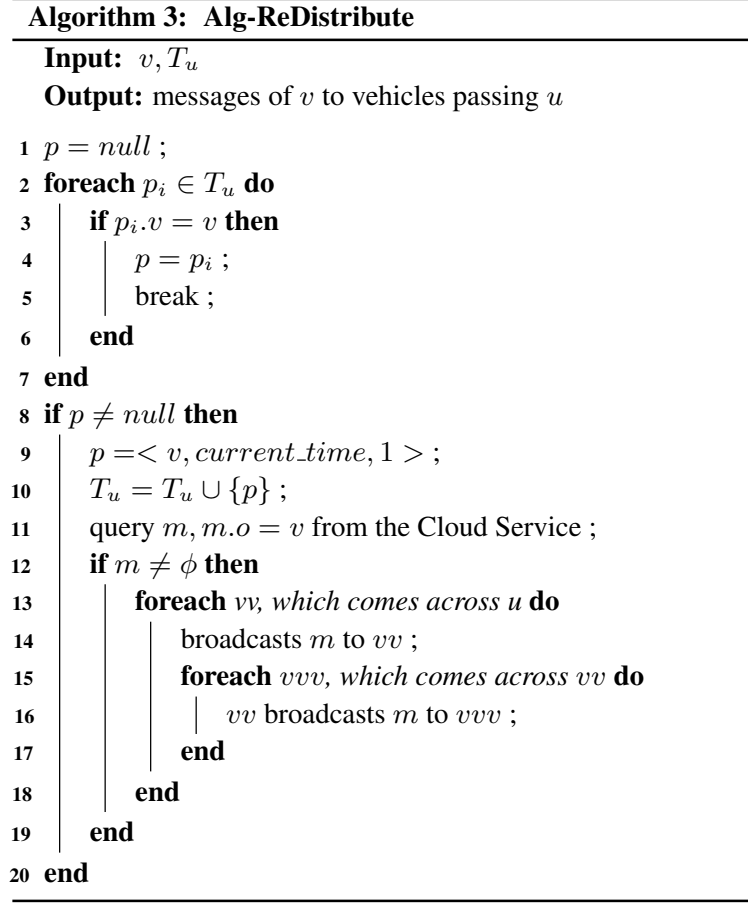 Algorithm 3: Alg-ReDistribute
Input: v, T_u
Output: messages of v to vehicles passing u
1 p = null ;
2 foreach p_i ∈ T_u do
3 if p_i.v = v then
4 p = p_i ;
5 break ;
6 end
7 end
8 if p ≠ null then
9 p =< v, current_time, 1 > ;
10 T_u = T_u ∪ {p} ;
11 query m, m.o = v from the Cloud Service ;
12 if m ≠ ϕ then
13 foreach vv, which comes across u do
14 broadcasts m to vv ;
15 foreach vvv, which comes across vv do
16 vv broadcasts m to vvv ;
17 end
18 end
19 end
20 end